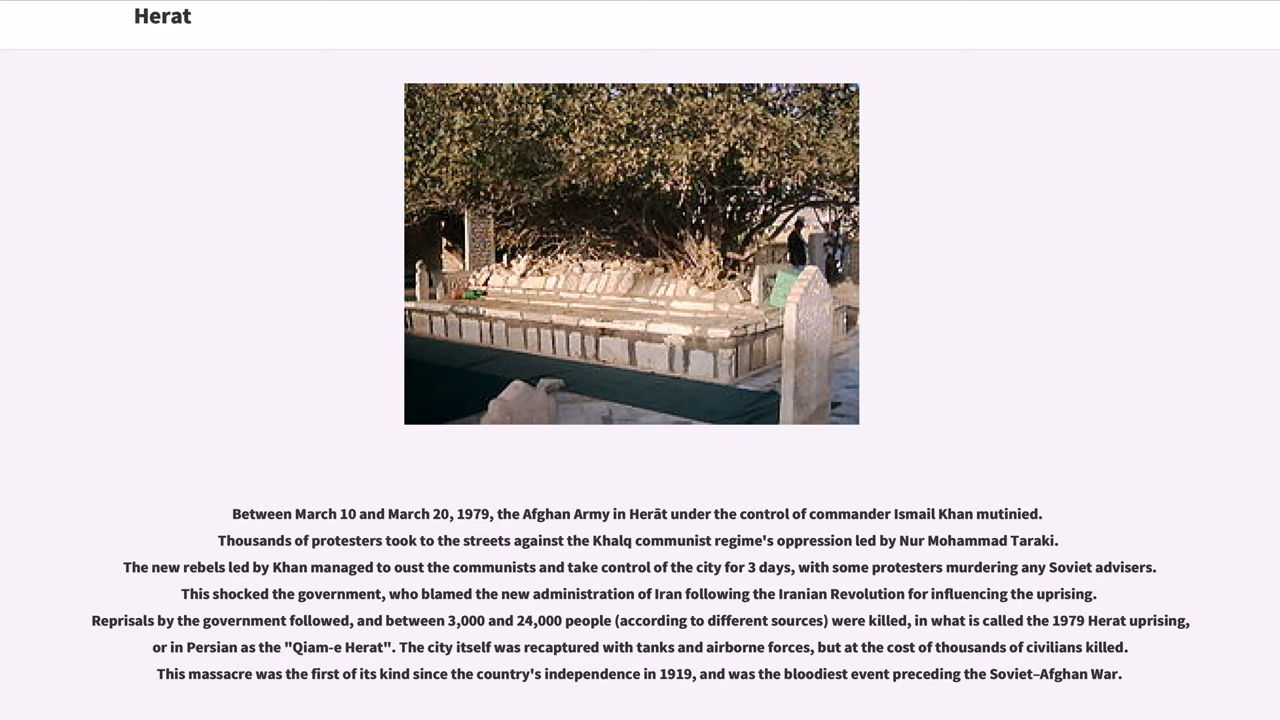 Herat
Between March 10 and March 20, 1979, the Afghan Army in Herāt under the control of commander Ismail Khan mutinied.
Thousands of protesters took to the streets against the Khalq communist regime's oppression led by Nur Mohammad Taraki.
The new rebels led by Khan managed to oust the communists and take control of the city for 3 days, with some protesters murdering any Soviet advisers.
This shocked the government, who blamed the new administration of Iran following the Iranian Revolution for influencing the uprising.
Reprisals by the government followed, and between 3,000 and 24,000 people (according to different sources) were killed, in what is called the 1979 Herat uprising,
or in Persian as the "Qiam-e Herat". The city itself was recaptured with tanks and airborne forces, but at the cost of thousands of civilians killed.
This massacre was the first of its kind since the country's independence in 1919, and was the bloodiest event preceding the Soviet–Afghan War.